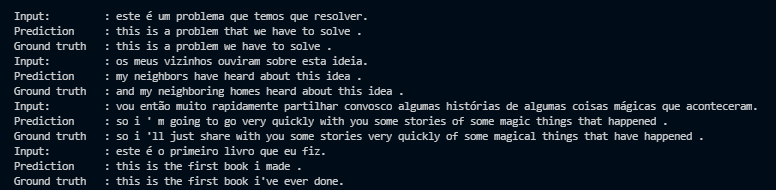 Input:         : este é um problema que temos que resolver.
Prediction     : this is a problem that we have to solve .
Ground truth   : this is a problem we have to solve .
Input:         : os meus vizinhos ouviram sobre esta ideia.
Prediction     : my neighbors have heard about this idea .
Ground truth   : and my neighboring homes heard about this idea .
Input:         : vou então muito rapidamente partilhar convosco algumas histórias de algumas coisas mágicas que aconteceram.
Prediction     : so i ' m going to go very quickly with you some stories of some magic things that happened .
Ground truth   : so i 'll just share with you some stories very quickly of some magical things that have happened .
Input:         : este é o primeiro livro que eu fiz.
Prediction     : this is the first book i made .
Ground truth   : this is the first book i've ever done.